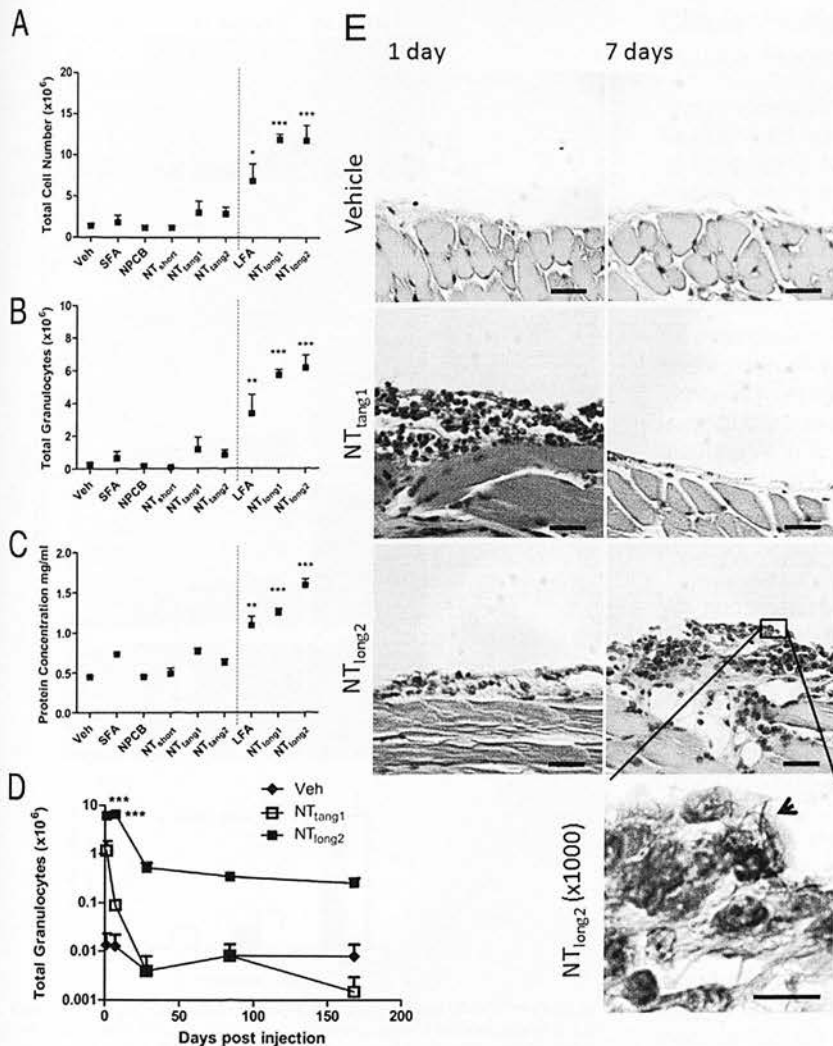 A
Total Cell Number (x10⁶)
20
15
10
5
0
*
***
***
Veh
SFA
NPCB
NTshort
NTtang1
NTtang2
LFA
NTlong1
NTlong2
B
Total Granulocytes (x10⁶)
10
8
6
4
2
0
**
***
***
Veh
SFA
NPCB
NTshort
NTtang1
NTtang2
LFA
NTlong1
NTlong2
C
Protein Concentration mg/ml
2.0
1.5
1.0
0.5
0.0
**
***
***
Veh
SFA
NPCB
NTshort
NTtang1
NTtang2
LFA
NTlong1
NTlong2
D
Total Granulocytes (x10⁶)
10
1
0.1
0.01
0.001
***
***
Veh
NTtang1
NTlong2
0
50
100
150
200
Days post injection
E
1 day
7 days
Vehicle
NTtang1
NTlong2
NTlong2 (x1000)